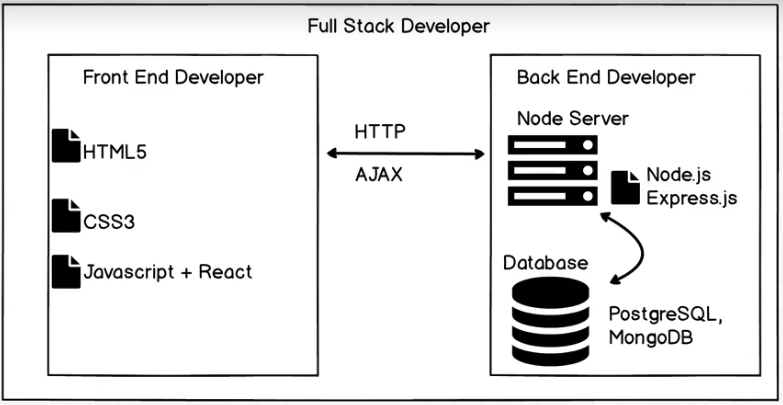 Full Stack Developer
Front End Developer
HTML5
CSS3
Javascript + React
HTTP
AJAX
Back End Developer
Node Server
Node.js
Express.js
Database
PostgreSQL,
MongoDB